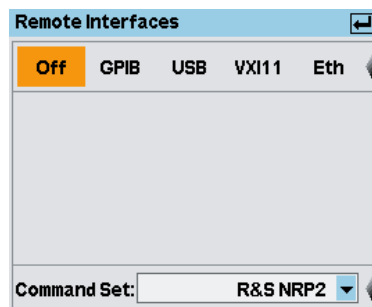 Remote Interfaces
Off GPIB USB VXI11 Eth
Command Set: R&S NRP2